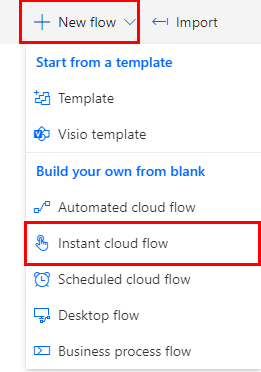 New flow Import
Start from a template
Template
Visio template
Build your own from blank
Automated cloud flow
Instant cloud flow
Scheduled cloud flow
Desktop flow
Business process flow